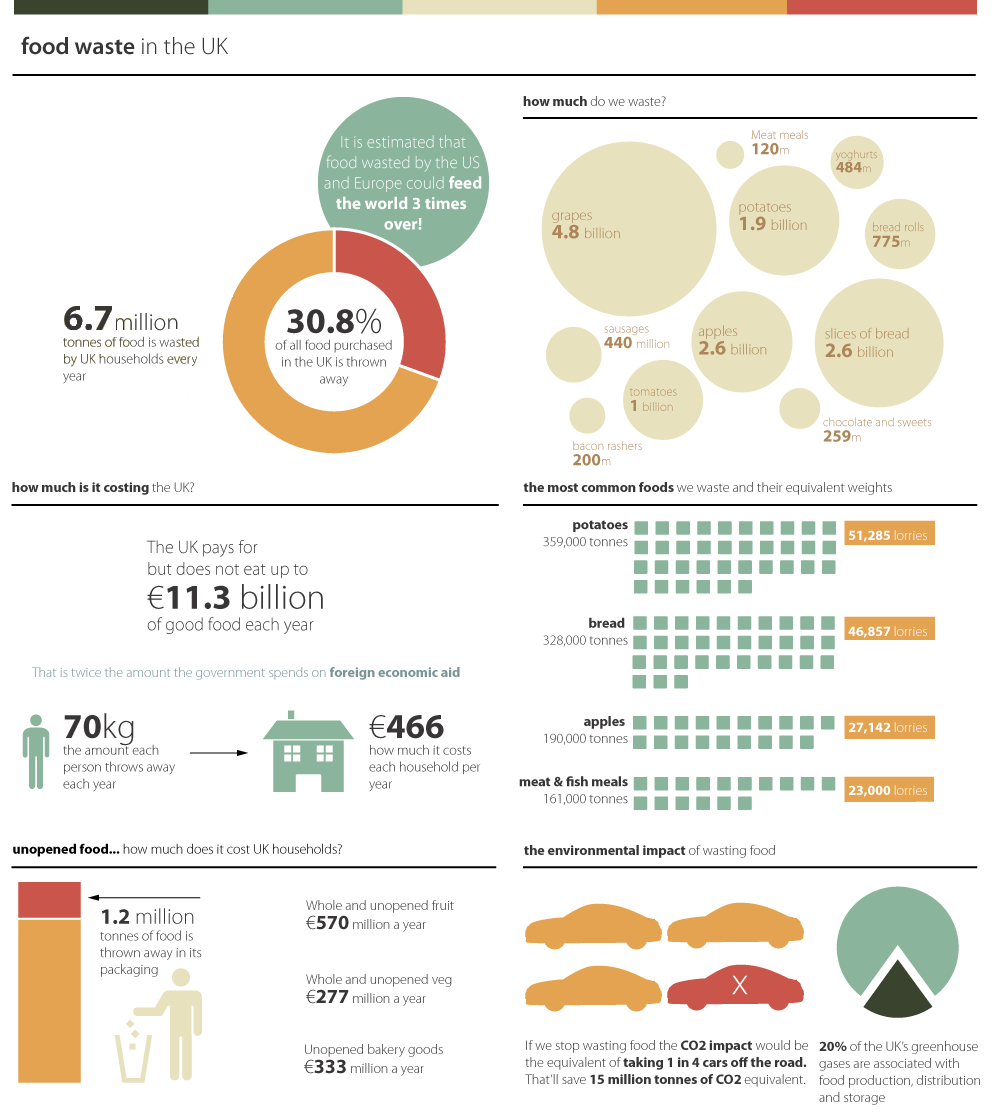 food waste in the UK
It is estimated that
food wasted by the US
and Europe could feed
the world 3 times
over!
6.7 million
tonnes of food is wasted
by UK households every
year
30.8%
of all food purchased
in the UK is thrown
away
how much do we waste?
Meat meals
120m
yoghurts
484m
grapes
4.8 billion
potatoes
1.9 billion
bread rolls
775m
sausages
440 million
apples
2.6 billion
slices of bread
2.6 billion
tomatoes
1 billion
chocolate and sweets
259m
bacon rashers
200m
how much is it costing the UK?
The UK pays for
but does not eat up to
€11.3 billion
of good food each year
That is twice the amount the government spends on foreign economic aid
70kg
the amount each
person throws away
each year
€466
how much it costs
each household per
year
the most common foods we waste and their equivalent weights
potatoes
359,000 tonnes
51,285 lorries
bread
328,000 tonnes
46,857 lorries
apples
190,000 tonnes
27,142 lorries
meat & fish meals
161,000 tonnes
23,000 lorries
unopened food... how much does it cost UK households?
1.2 million
tonnes of food is
thrown away in its
packaging
Whole and unopened fruit
€570 million a year
Whole and unopened veg
€277 million a year
Unopened bakery goods
€333 million a year
the environmental impact of wasting food
X
If we stop wasting food the CO2 impact would be
the equivalent of taking 1 in 4 cars off the road.
That'll save 15 million tonnes of CO2 equivalent.
20% of the UK's greenhouse
gases are associated with
food production, distribution
and storage